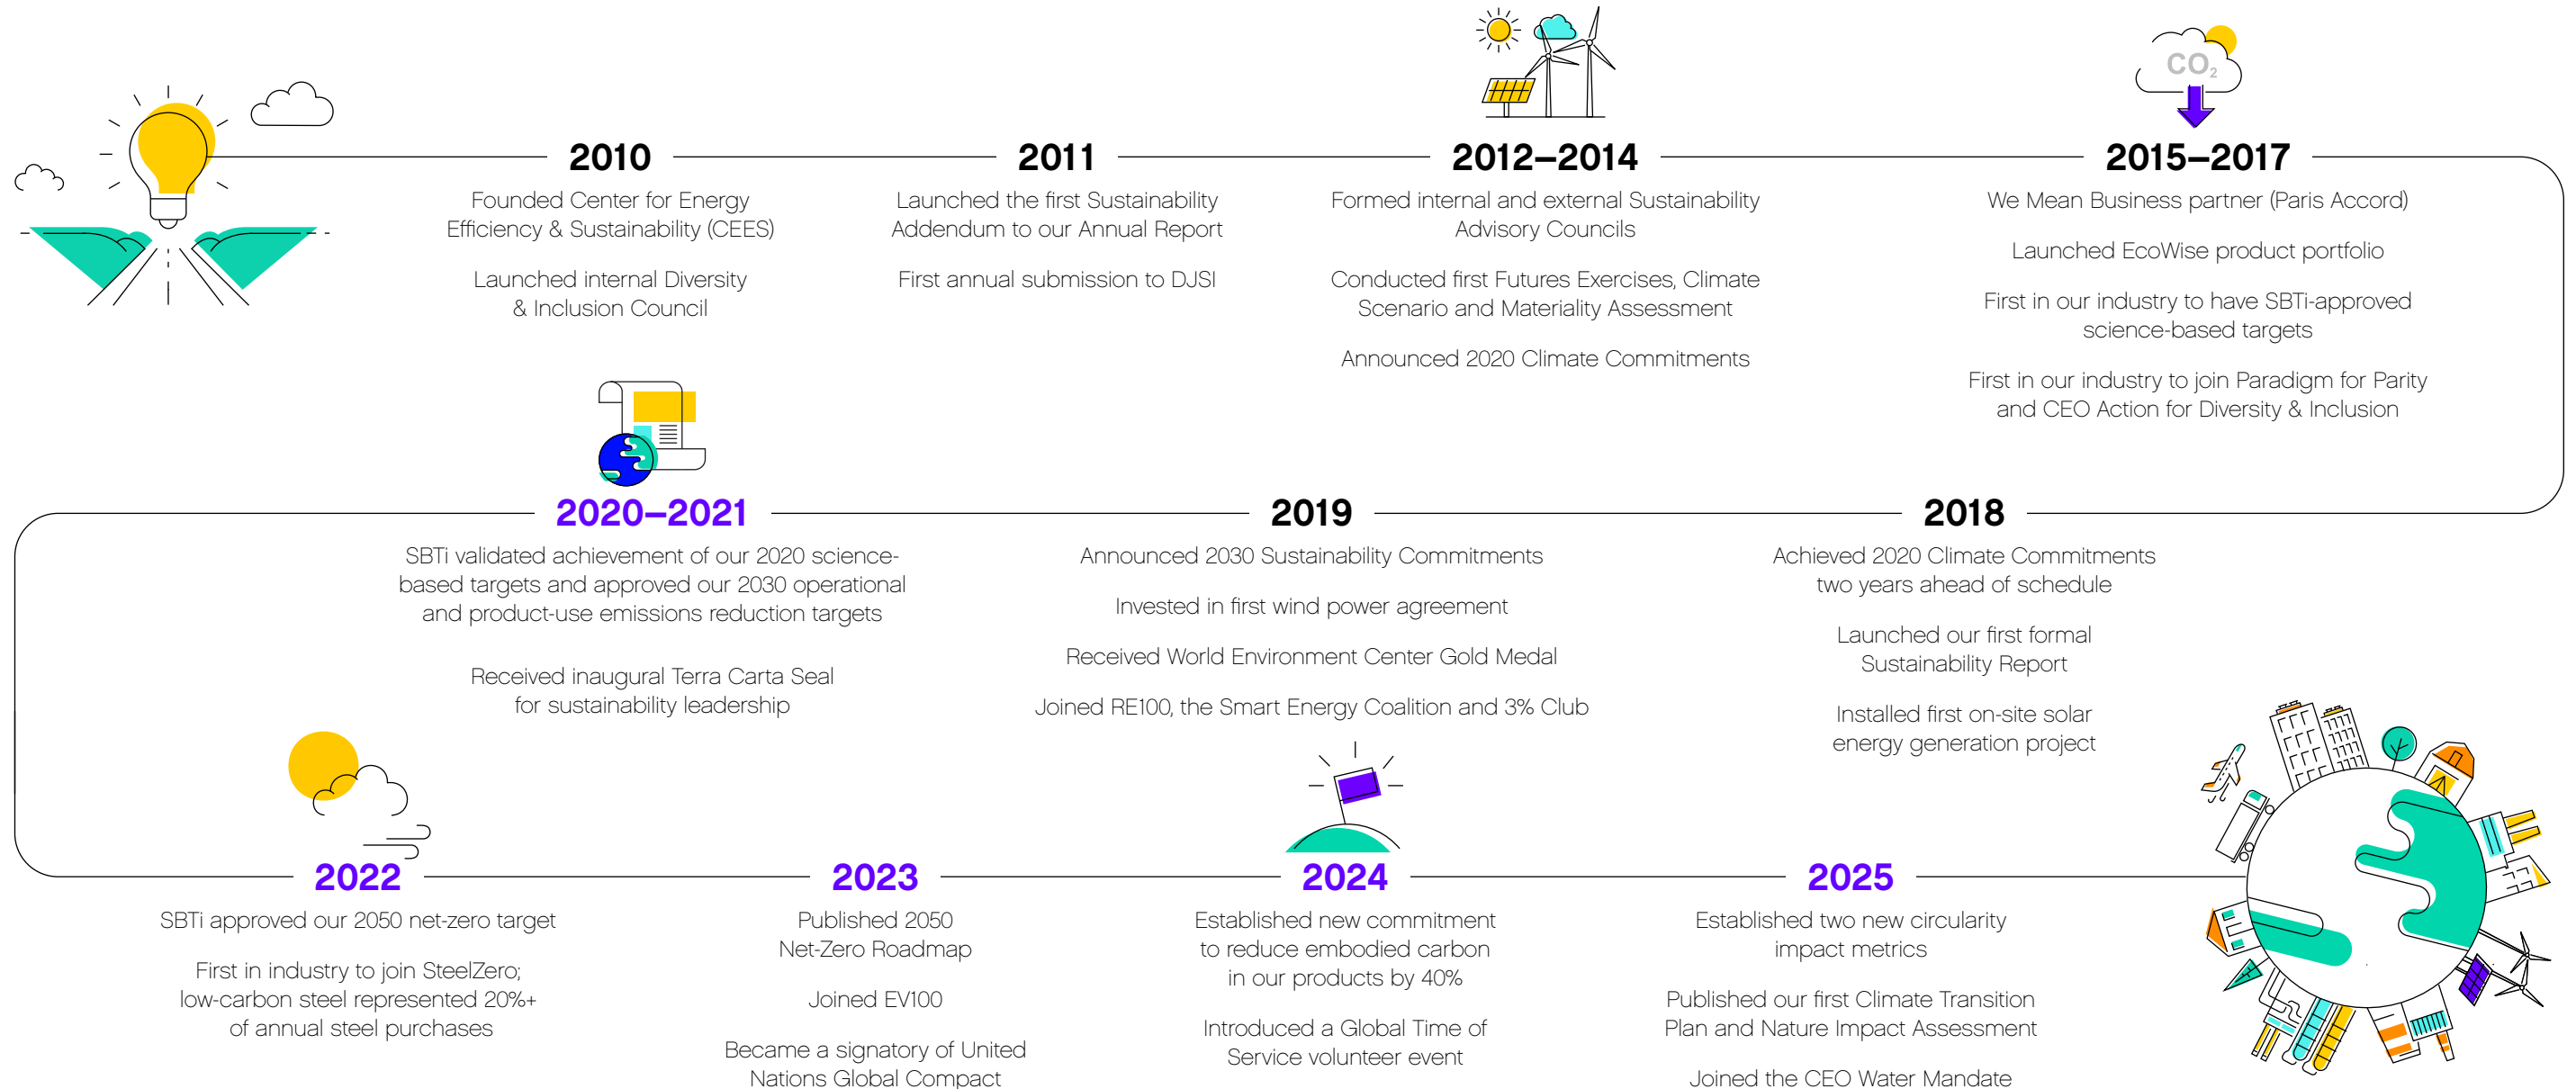 CO₂
2010
Founded Center for Energy
Efficiency & Sustainability (CEES)
Launched internal Diversity
& Inclusion Council
2011
Launched the first Sustainability
Addendum to our Annual Report
First annual submission to DJSI
2012–2014
Formed internal and external Sustainability
Advisory Councils
Conducted first Futures Exercises, Climate
Scenario and Materiality Assessment
Announced 2020 Climate Commitments
2015–2017
We Mean Business partner (Paris Accord)
Launched EcoWise product portfolio
First in our industry to have SBTi-approved
science-based targets
First in our industry to join Paradigm for Parity
and CEO Action for Diversity & Inclusion
2018
Achieved 2020 Climate Commitments
two years ahead of schedule
Launched our first formal
Sustainability Report
Installed first on-site solar
energy generation project
2019
Announced 2030 Sustainability Commitments
Invested in first wind power agreement
Received World Environment Center Gold Medal
Joined RE100, the Smart Energy Coalition and 3% Club
2020–2021
SBTi validated achievement of our 2020 science-
based targets and approved our 2030 operational
and product-use emissions reduction targets
Received inaugural Terra Carta Seal
for sustainability leadership
2022
SBTi approved our 2050 net-zero target
First in industry to join SteelZero;
low-carbon steel represented 20%+
of annual steel purchases
2023
Published 2050
Net-Zero Roadmap
Joined EV100
Became a signatory of United
Nations Global Compact
2024
Established new commitment
to reduce embodied carbon
in our products by 40%
Introduced a Global Time of
Service volunteer event
2025
Established two new circularity
impact metrics
Published our first Climate Transition
Plan and Nature Impact Assessment
Joined the CEO Water Mandate